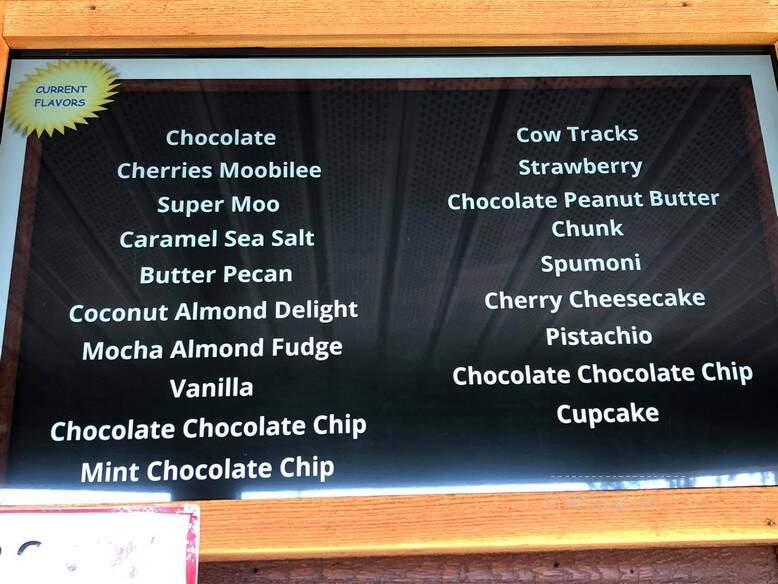 CURRENT
FLAVORS
Chocolate
Cherries Moobilee
Super Moo
Caramel Sea Salt
Butter Pecan
Coconut Almond Delight
Mocha Almond Fudge
Vanilla
Chocolate Chocolate Chip
Mint Chocolate Chip
Cow Tracks
Strawberry
Chocolate Peanut Butter
Chunk
Spumoni
Cherry Cheesecake
Pistachio
Chocolate Chocolate Chip
Cupcake